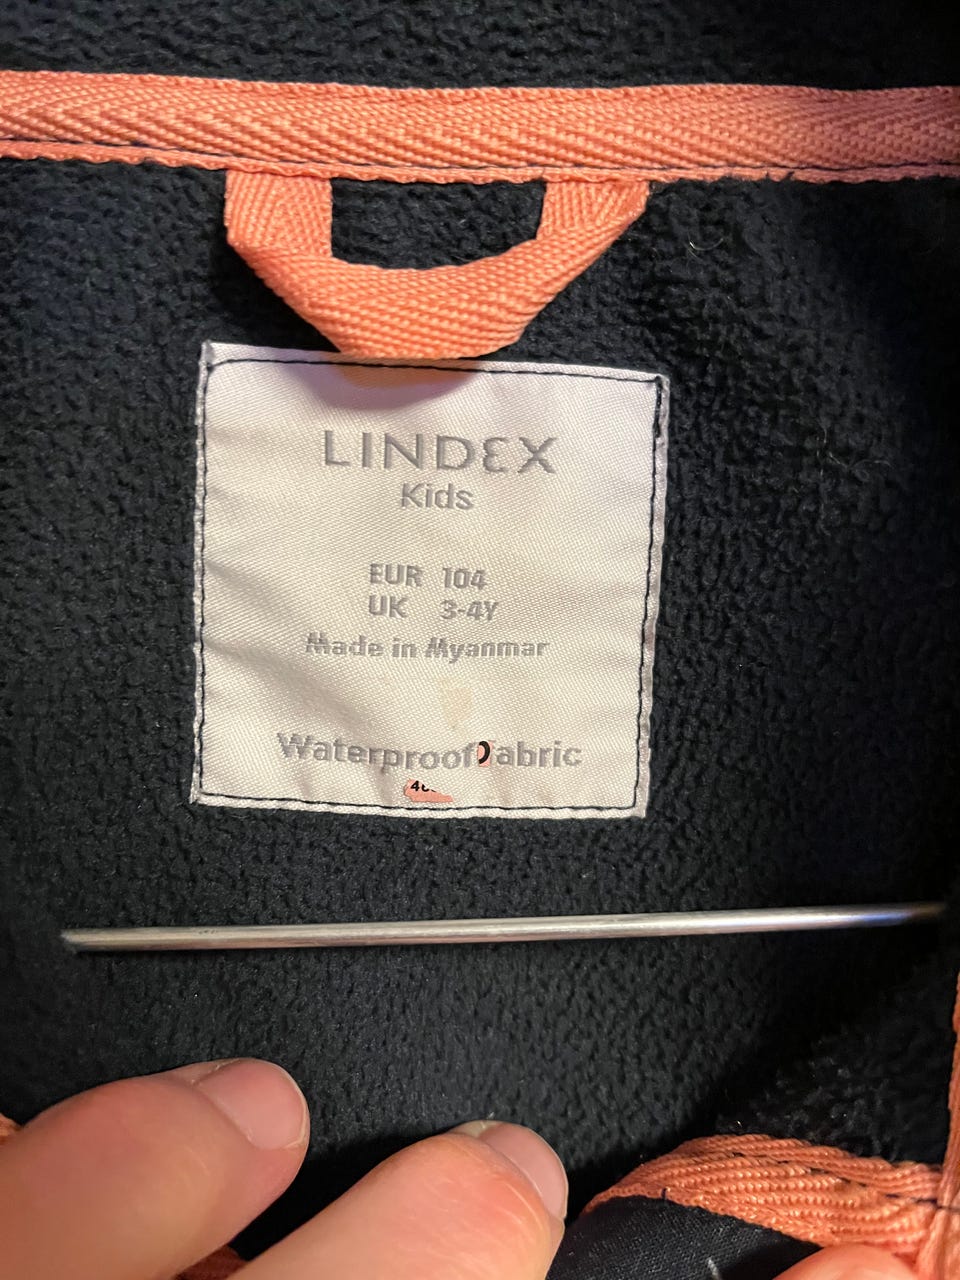 LINDEX
Kids
EUR 104
UK 3-4Y
Made in Myanmar
Waterproof fabric